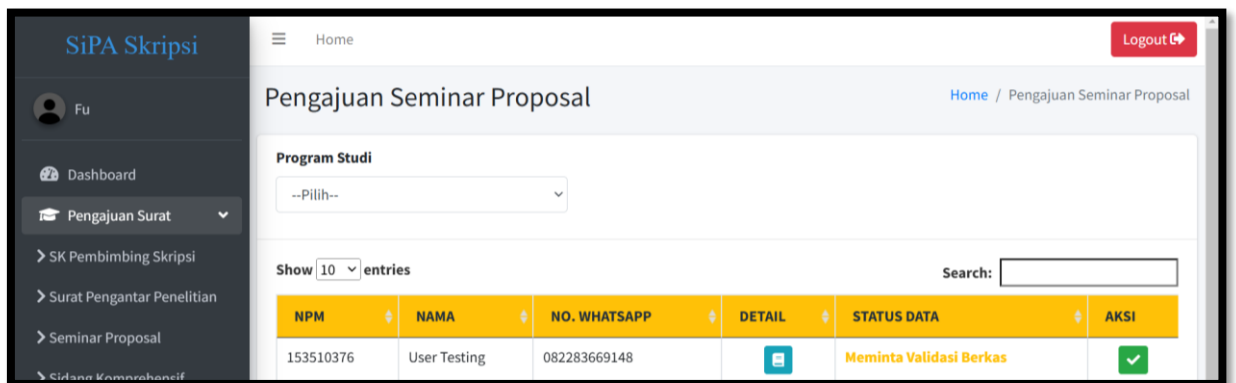 SiPA Skripsi
Home
Logout
Fu
Pengajuan Seminar Proposal
Home / Pengajuan Seminar Proposal
Dashboard
Pengajuan Surat
SK Pembimbing Skripsi
Surat Pengantar Penelitian
Seminar Proposal
Sidang Komprehensif
Program Studi
--Pilih--
Show 10 entries
Search:
NPM NAMA NO. WHATSAPP DETAIL STATUS DATA AKSI
153510376 User Testing 082283669148 Meminta Validasi Berkas